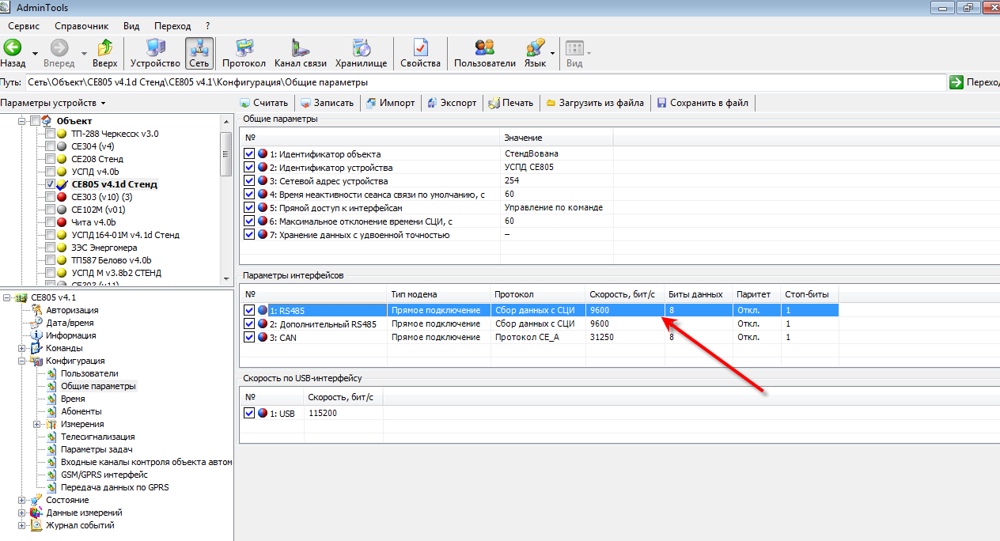 AdminTools
Сервис Справочник Вид Переход ?
Назад Вперед Вверх Устройство Сеть Протокол Канал связи Хранилище Свойства Пользователи Язык Вид
Путь: Сеть\Объект\CE805 v4.1d Стенд\CE805 v4.1\Конфигурация\Общие параметры Переход
Параметры устройств
Считать Записать Импорт Экспорт Печать Загрузить из файла Сохранить в файл
Объект
ТП-288 Черкесск v3.0
CE304 (v4)
CE208 Стенд
УСПД v4.0b
CE805 v4.1d Стенд
CE303 (v10) (3)
CE102M (v01)
Чита v4.0b
УСПД164-01М v4.1d Стенд
ЗЭС Энергомера
ТП587 Белово v4.0b
УСПД М v3.8b2 СТЕНД
CE303 (v11)
CE805 v4.1
Авторизация
Дата/время
Информация
Команды
Конфигурация
Пользователи
Общие параметры
Время
Абоненты
Измерения
Телесигнализация
Параметры задач
Входные каналы контроля объекта автом
GSM/GPRS интерфейс
Передача данных по GPRS
Состояние
Данные измерений
Журнал событий
Общие параметры
№ Значение
1: Идентификатор объекта СтендВована
2: Идентификатор устройства УСПД CE805
3: Сетевой адрес устройства 254
4: Время неактивности сеанса связи по умолчанию, с 60
5: Прямой доступ к интерфейсам Управление по команде
6: Максимальное отклонение времени СЦИ, с 60
7: Хранение данных с удвоенной точностью –
Параметры интерфейсов
№ Тип модема Протокол Скорость, бит/с Биты данных Паритет Стоп-биты
1: RS485 Прямое подключение Сбор данных с СЦИ 9600 8 Откл. 1
2: Дополнительный RS485 Прямое подключение Сбор данных с СЦИ 9600 Откл. 1
3: CAN Прямое подключение Протокол CE_A 31250 8 Откл. 1
Скорость по USB-интерфейсу
№ Скорость, бит/с
1: USB 115200